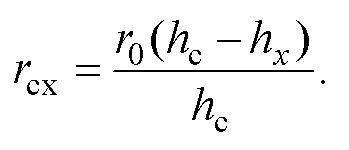 r_cx = r_0(h_c − h_x) / h_c.